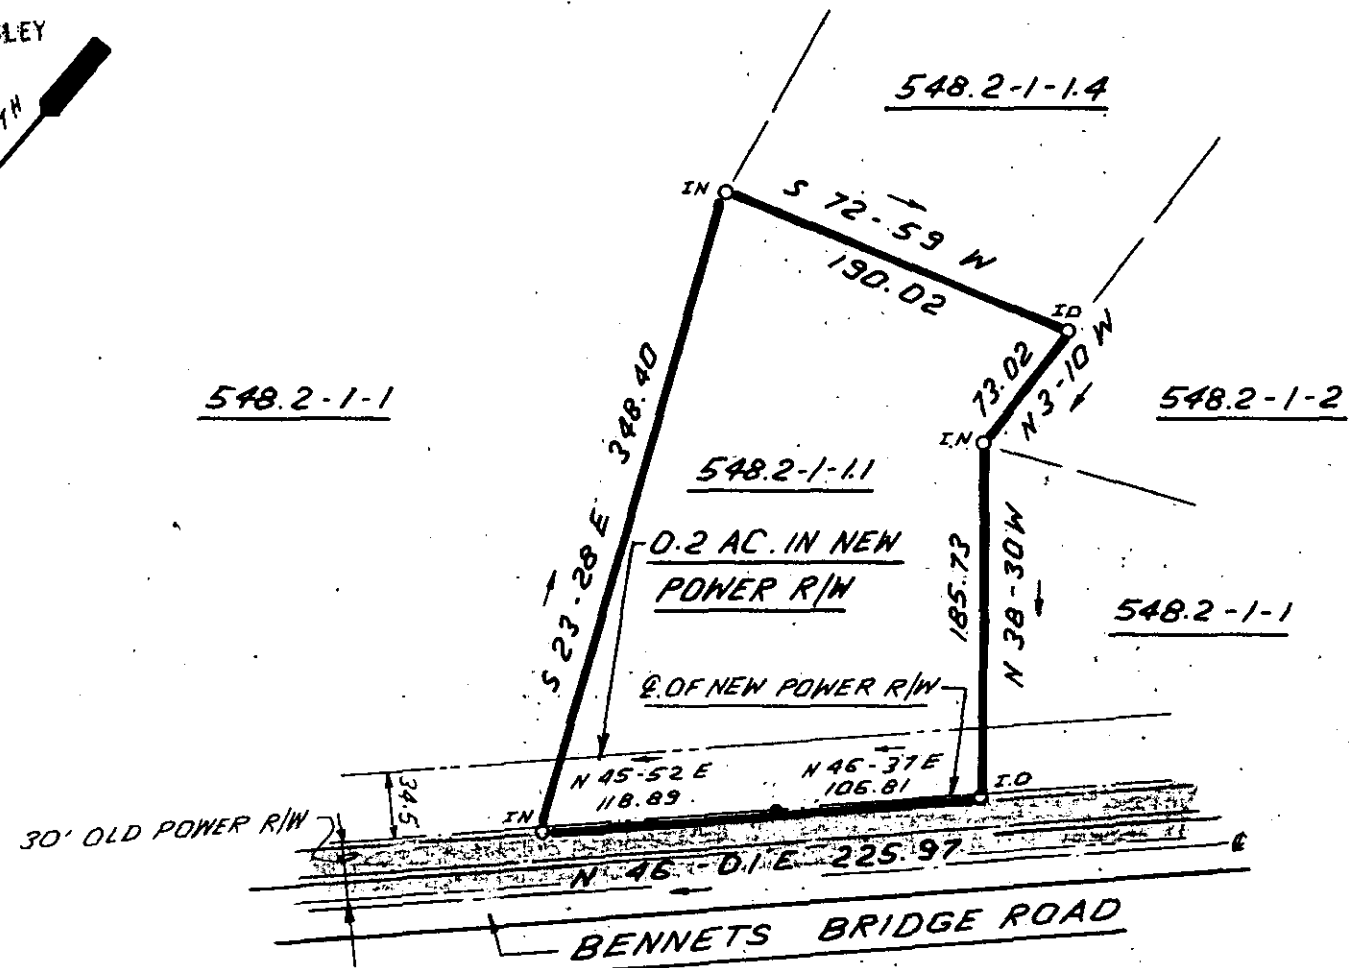 548.2-1-1.4
IN
S 72-59 W
190.02
IP
73.02
N 3-10 W
348.40
S 23-28 E
548.2-1-1
548.2-1-2
I.N
548.2-1-1.1
0.2 AC. IN NEW
POWER R/W
185.73
N 38-30W
548.2-1-1
℄ OF NEW POWER R/W
N 45-52 E
118.89
N 46-37 E
106.81
I.O
34.5
IN
30' OLD POWER R/W
N 46-01 E 225.97
℄
BENNETS BRIDGE ROAD